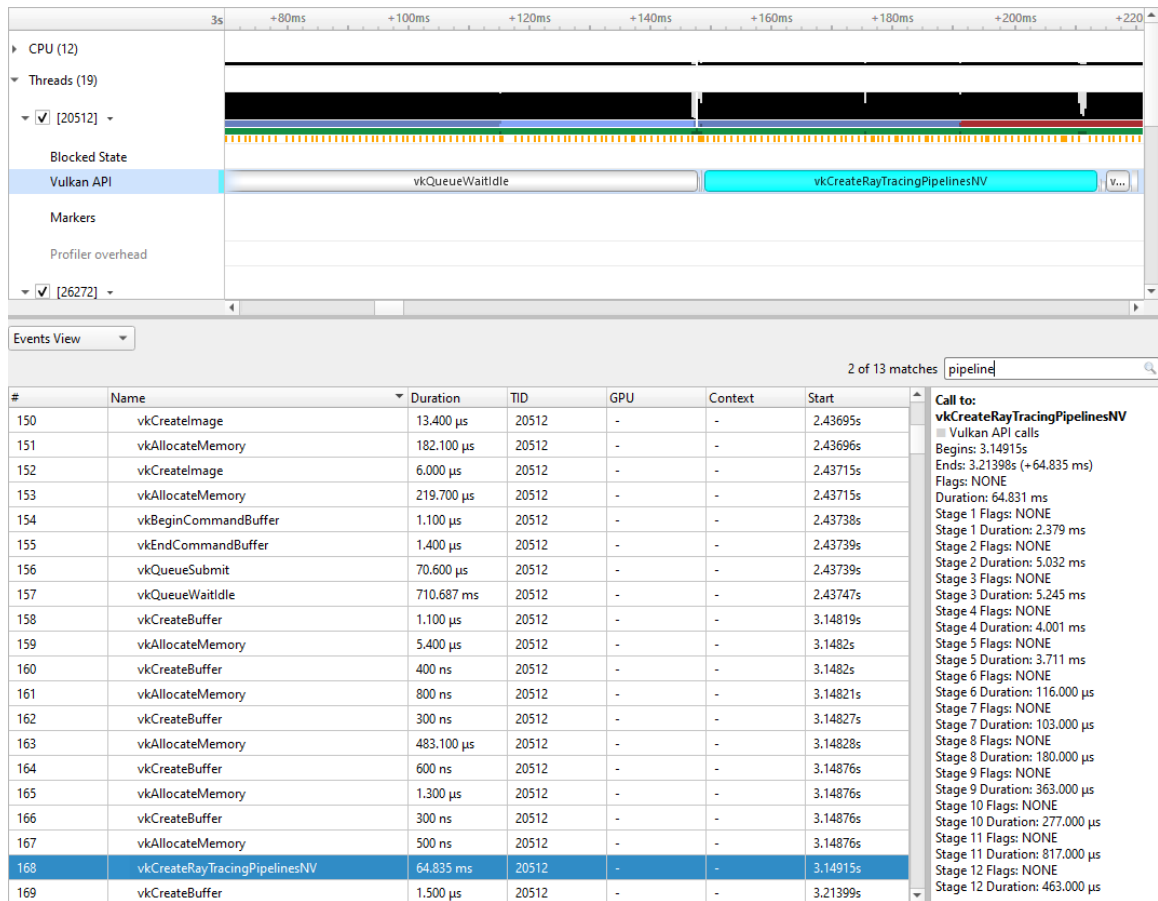 3s +80ms +100ms +120ms +140ms +160ms +180ms +200ms +220
CPU (12)
Threads (19)
[20512]
Blocked State
Vulkan API
vkQueueWaitIdle vkCreateRayTracingPipelinesNV v...
Markers
Profiler overhead
[26272]
Events View
2 of 13 matches pipeline
# Name Duration TID GPU Context Start
150 vkCreateImage 13.400 μs 20512 - - 2.43695s
151 vkAllocateMemory 182.100 μs 20512 - - 2.43696s
152 vkCreateImage 6.000 μs 20512 - - 2.43715s
153 vkAllocateMemory 219.700 μs 20512 - - 2.43715s
154 vkBeginCommandBuffer 1.100 μs 20512 - - 2.43738s
155 vkEndCommandBuffer 1.400 μs 20512 - - 2.43739s
156 vkQueueSubmit 70.600 μs 20512 - - 2.43739s
157 vkQueueWaitIdle 710.687 ms 20512 - - 2.43747s
158 vkCreateBuffer 1.100 μs 20512 - - 3.14819s
159 vkAllocateMemory 5.400 μs 20512 - - 3.1482s
160 vkCreateBuffer 400 ns 20512 - - 3.1482s
161 vkAllocateMemory 800 ns 20512 - - 3.14821s
162 vkCreateBuffer 300 ns 20512 - - 3.14827s
163 vkAllocateMemory 483.100 μs 20512 - - 3.14828s
164 vkCreateBuffer 600 ns 20512 - - 3.14876s
165 vkAllocateMemory 1.300 μs 20512 - - 3.14876s
166 vkCreateBuffer 300 ns 20512 - - 3.14876s
167 vkAllocateMemory 500 ns 20512 - - 3.14876s
168 vkCreateRayTracingPipelinesNV 64.835 ms 20512 - - 3.14915s
169 vkCreateBuffer 1.500 μs 20512 - - 3.21399s
Call to:
vkCreateRayTracingPipelinesNV
Vulkan API calls
Begins: 3.14915s
Ends: 3.21398s (+64.835 ms)
Flags: NONE
Duration: 64.831 ms
Stage 1 Flags: NONE
Stage 1 Duration: 2.379 ms
Stage 2 Flags: NONE
Stage 2 Duration: 5.032 ms
Stage 3 Flags: NONE
Stage 3 Duration: 5.245 ms
Stage 4 Flags: NONE
Stage 4 Duration: 4.001 ms
Stage 5 Flags: NONE
Stage 5 Duration: 3.711 ms
Stage 6 Flags: NONE
Stage 6 Duration: 116.000 μs
Stage 7 Flags: NONE
Stage 7 Duration: 103.000 μs
Stage 8 Flags: NONE
Stage 8 Duration: 180.000 μs
Stage 9 Flags: NONE
Stage 9 Duration: 363.000 μs
Stage 10 Flags: NONE
Stage 10 Duration: 277.000 μs
Stage 11 Flags: NONE
Stage 11 Duration: 817.000 μs
Stage 12 Flags: NONE
Stage 12 Duration: 463.000 μs